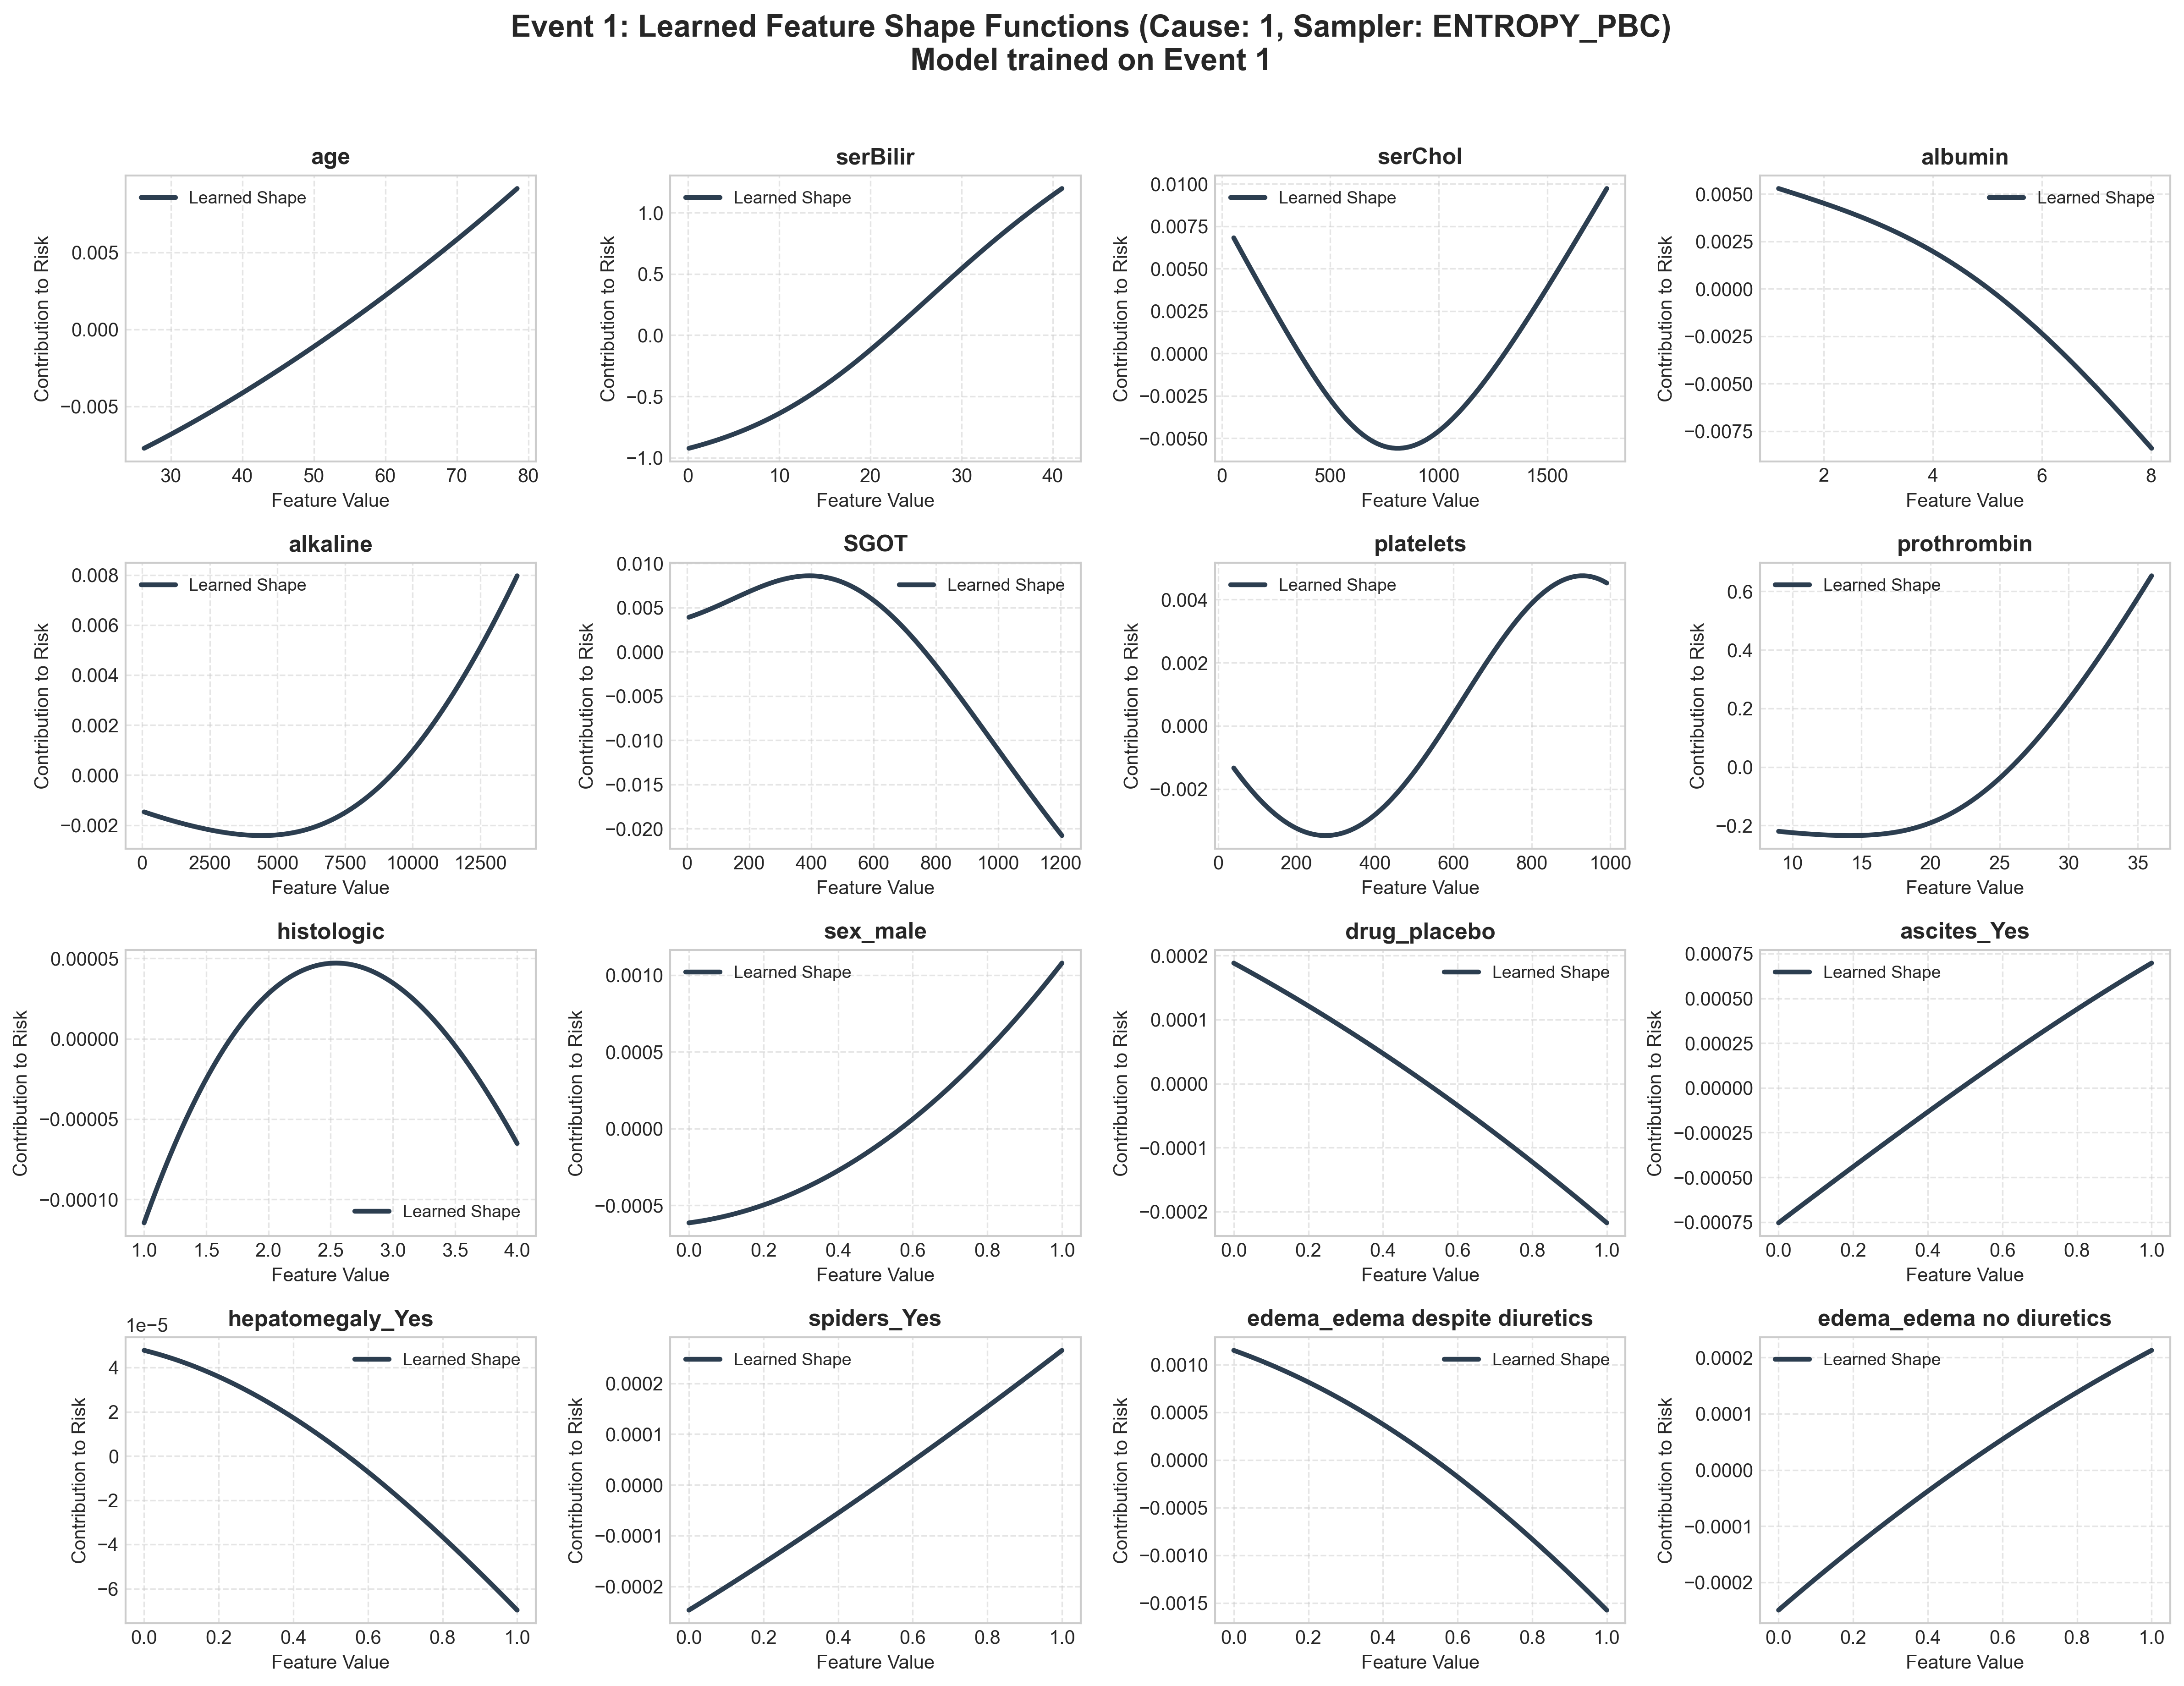 Event 1: Learned Feature Shape Functions (Cause: 1, Sampler: ENTROPY_PBC)
Model trained on Event 1
age
Learned Shape
Contribution to Risk
0.005
0.000
−0.005
30 40 50 60 70 80
Feature Value
serBilir
Learned Shape
Contribution to Risk
1.0
0.5
0.0
−0.5
−1.0
0 10 20 30 40
Feature Value
serChol
Learned Shape
Contribution to Risk
0.0100
0.0075
0.0050
0.0025
0.0000
−0.0025
−0.0050
0 500 1000 1500
Feature Value
albumin
Learned Shape
Contribution to Risk
0.0050
0.0025
0.0000
−0.0025
−0.0050
−0.0075
2 4 6 8
Feature Value
alkaline
Learned Shape
Contribution to Risk
0.008
0.006
0.004
0.002
0.000
−0.002
0 2500 5000 7500 10000 12500
Feature Value
SGOT
Learned Shape
Contribution to Risk
0.010
0.005
0.000
−0.005
−0.010
−0.015
−0.020
0 200 400 600 800 1000 1200
Feature Value
platelets
Learned Shape
Contribution to Risk
0.004
0.002
0.000
−0.002
0 200 400 600 800 1000
Feature Value
prothrombin
Learned Shape
Contribution to Risk
0.6
0.4
0.2
0.0
−0.2
10 15 20 25 30 35
Feature Value
histologic
Learned Shape
Contribution to Risk
0.00005
0.00000
−0.00005
−0.00010
1.0 1.5 2.0 2.5 3.0 3.5 4.0
Feature Value
sex_male
Learned Shape
Contribution to Risk
0.0010
0.0005
0.0000
−0.0005
0.0 0.2 0.4 0.6 0.8 1.0
Feature Value
drug_placebo
Learned Shape
Contribution to Risk
0.0002
0.0001
0.0000
−0.0001
−0.0002
0.0 0.2 0.4 0.6 0.8 1.0
Feature Value
ascites_Yes
Learned Shape
Contribution to Risk
0.00075
0.00050
0.00025
0.00000
−0.00025
−0.00050
−0.00075
0.0 0.2 0.4 0.6 0.8 1.0
Feature Value
hepatomegaly_Yes
1e−5
Learned Shape
Contribution to Risk
4
2
0
−2
−4
−6
0.0 0.2 0.4 0.6 0.8 1.0
Feature Value
spiders_Yes
Learned Shape
Contribution to Risk
0.0002
0.0001
0.0000
−0.0001
−0.0002
0.0 0.2 0.4 0.6 0.8 1.0
Feature Value
edema_edema despite diuretics
Learned Shape
Contribution to Risk
0.0010
0.0005
0.0000
−0.0005
−0.0010
−0.0015
0.0 0.2 0.4 0.6 0.8 1.0
Feature Value
edema_edema no diuretics
Learned Shape
Contribution to Risk
0.0002
0.0001
0.0000
−0.0001
−0.0002
0.0 0.2 0.4 0.6 0.8 1.0
Feature Value